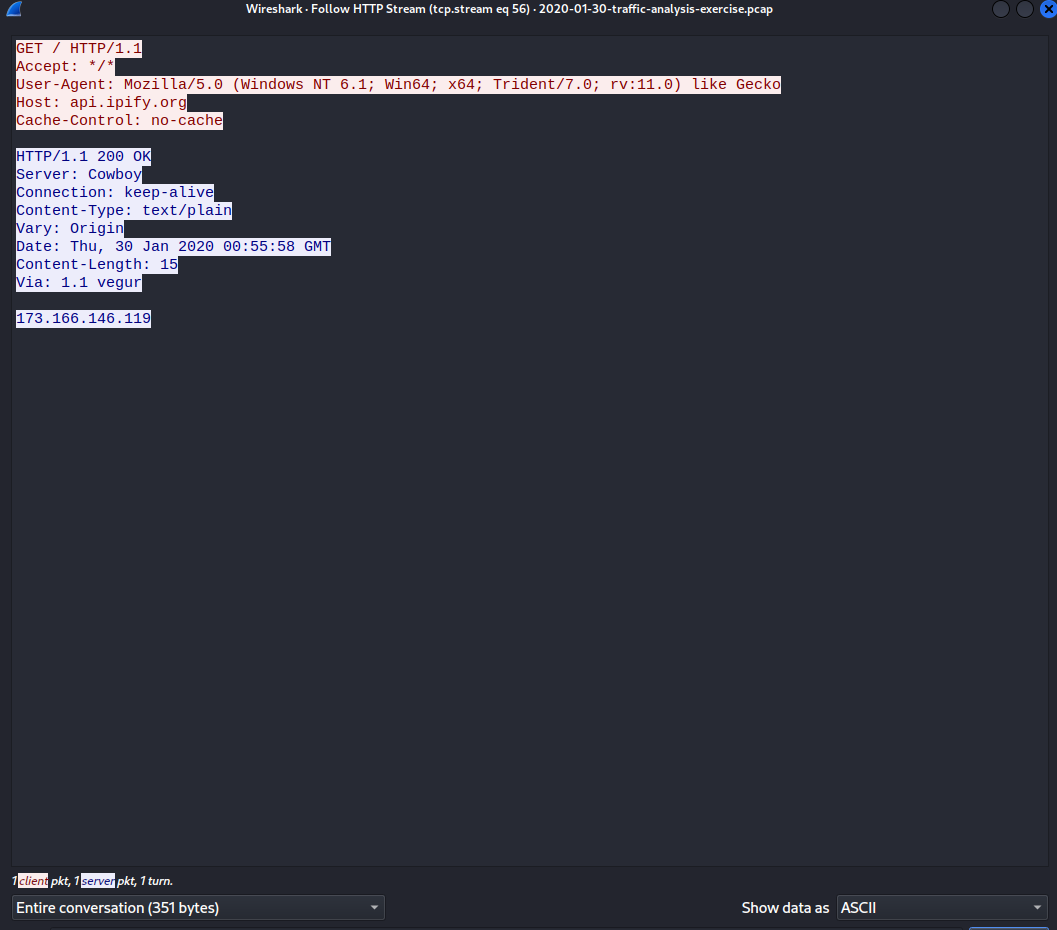 Wireshark · Follow HTTP Stream (tcp.stream eq 56) · 2020-01-30-traffic-analysis-exercise.pcap
GET / HTTP/1.1
Accept: */*
User-Agent: Mozilla/5.0 (Windows NT 6.1; Win64; x64; Trident/7.0; rv:11.0) like Gecko
Host: api.ipify.org
Cache-Control: no-cache
HTTP/1.1 200 OK
Server: Cowboy
Connection: keep-alive
Content-Type: text/plain
Vary: Origin
Date: Thu, 30 Jan 2020 00:55:58 GMT
Content-Length: 15
Via: 1.1 vegur
173.166.146.119
1 client pkt, 1 server pkt, 1 turn.
Entire conversation (351 bytes)
Show data as ASCII